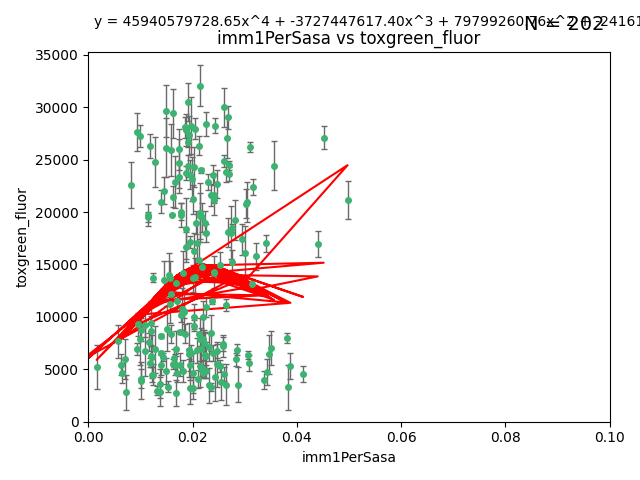 y = 45940579728.65x^4 + -3727447617.40x^3 + 79799260
N = 202
imm1PerSasa vs toxgreen_fluor
35000
30000
25000
20000
15000
10000
5000
0
toxgreen_fluor
0.00 0.02 0.04 0.06 0.08 0.10
imm1PerSasa